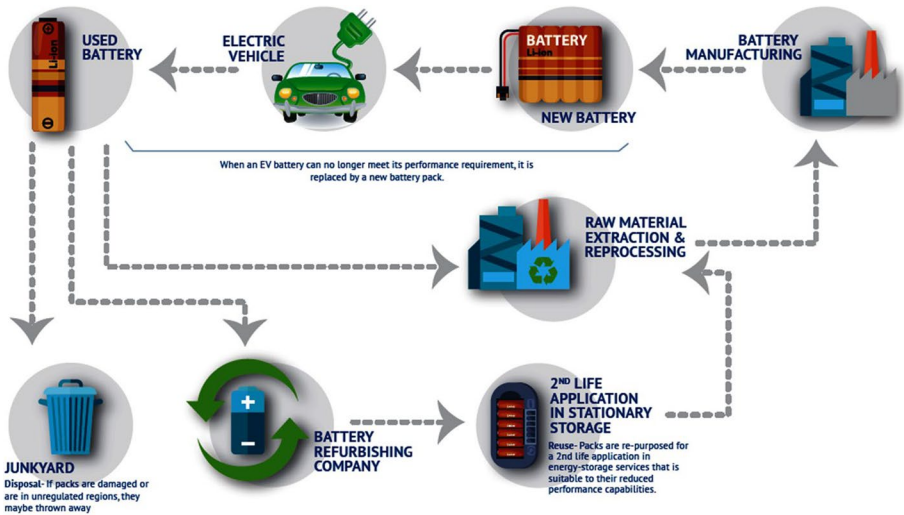 USED
BATTERY
Li-ion
ELECTRIC
VEHICLE
BATTERY
Li-ion
NEW BATTERY
BATTERY
MANUFACTURING
When an EV battery can no longer meet its performance requirement, it is
replaced by a new battery pack.
RAW MATERIAL
EXTRACTION &
REPROCESSING
JUNKYARD
Disposal- If packs are damaged or
are in unregulated regions, they
maybe thrown away
BATTERY
REFURBISHING
COMPANY
2ND LIFE
APPLICATION
IN STATIONARY
STORAGE
Reuse- Packs are re-purposed for
a 2nd life application in
energy-storage services that is
suitable to their reduced
performance capabilities.